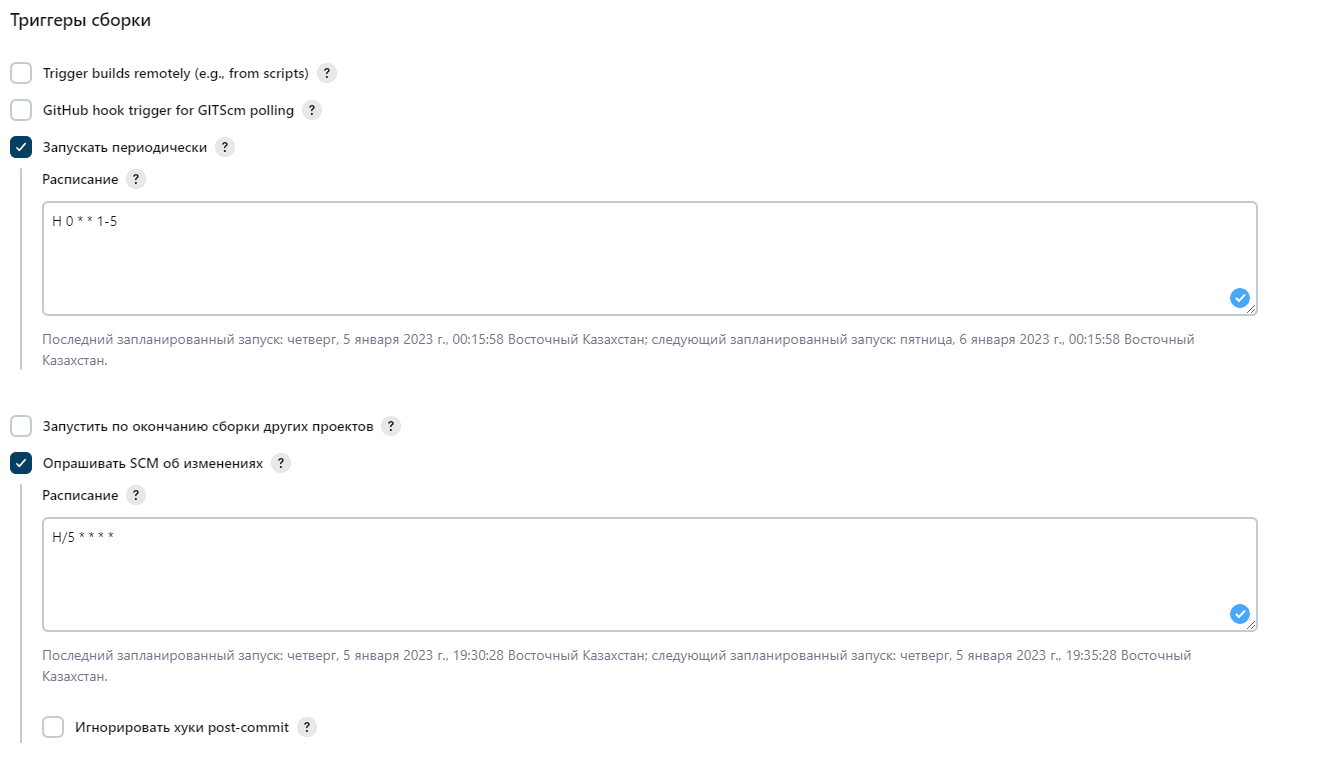 Триггеры сборки
Trigger builds remotely (e.g., from scripts) ?
GitHub hook trigger for GITScm polling ?
Запускать периодически ?
Расписание ?
H 0 * * 1-5
Последний запланированный запуск: четверг, 5 января 2023 г., 00:15:58 Восточный Казахстан; следующий запланированный запуск: пятница, 6 января 2023 г., 00:15:58 Восточный
Казахстан.
Запустить по окончанию сборки других проектов ?
Опрашивать SCM об изменениях ?
Расписание ?
H/5 * * * *
Последний запланированный запуск: четверг, 5 января 2023 г., 19:30:28 Восточный Казахстан; следующий запланированный запуск: четверг, 5 января 2023 г., 19:35:28 Восточный
Казахстан.
Игнорировать хуки post-commit ?